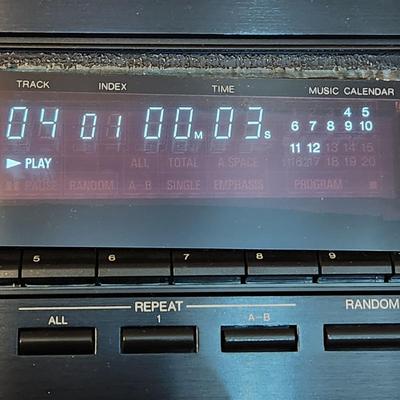 TRACK INDEX TIME MUSIC CALENDAR
04 01 00M 03S 4 5
6 7 8 9 10
11 12 13 14 15
▶ PLAY ALL TOTAL A.SPACE 16 17 18 19 20
PAUSE RANDOM A-B SINGLE EMPHASIS PROGRAM
5 6 7 8 9
REPEAT
ALL 1 A-B RANDOM